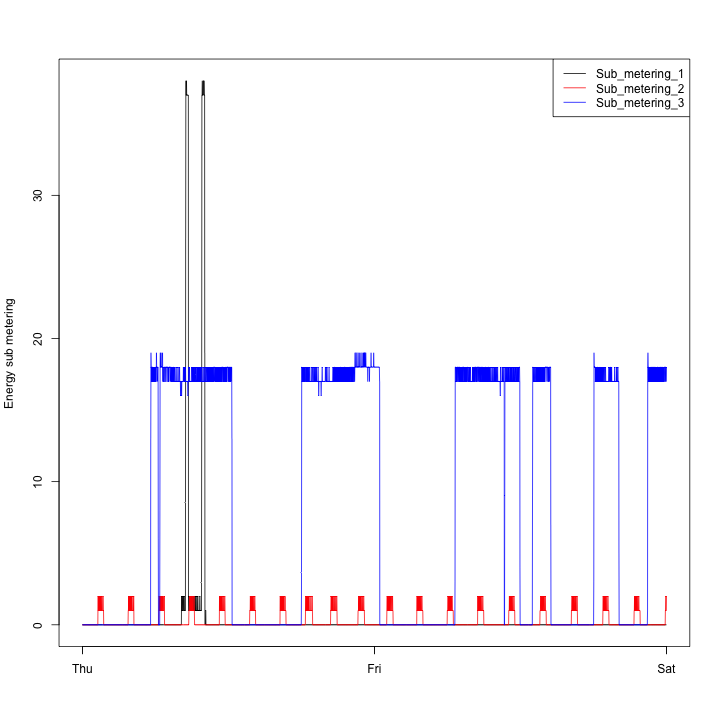 Sub_metering_1
Sub_metering_2
Sub_metering_3
Energy sub metering
30
20
10
0
Thu Fri Sat